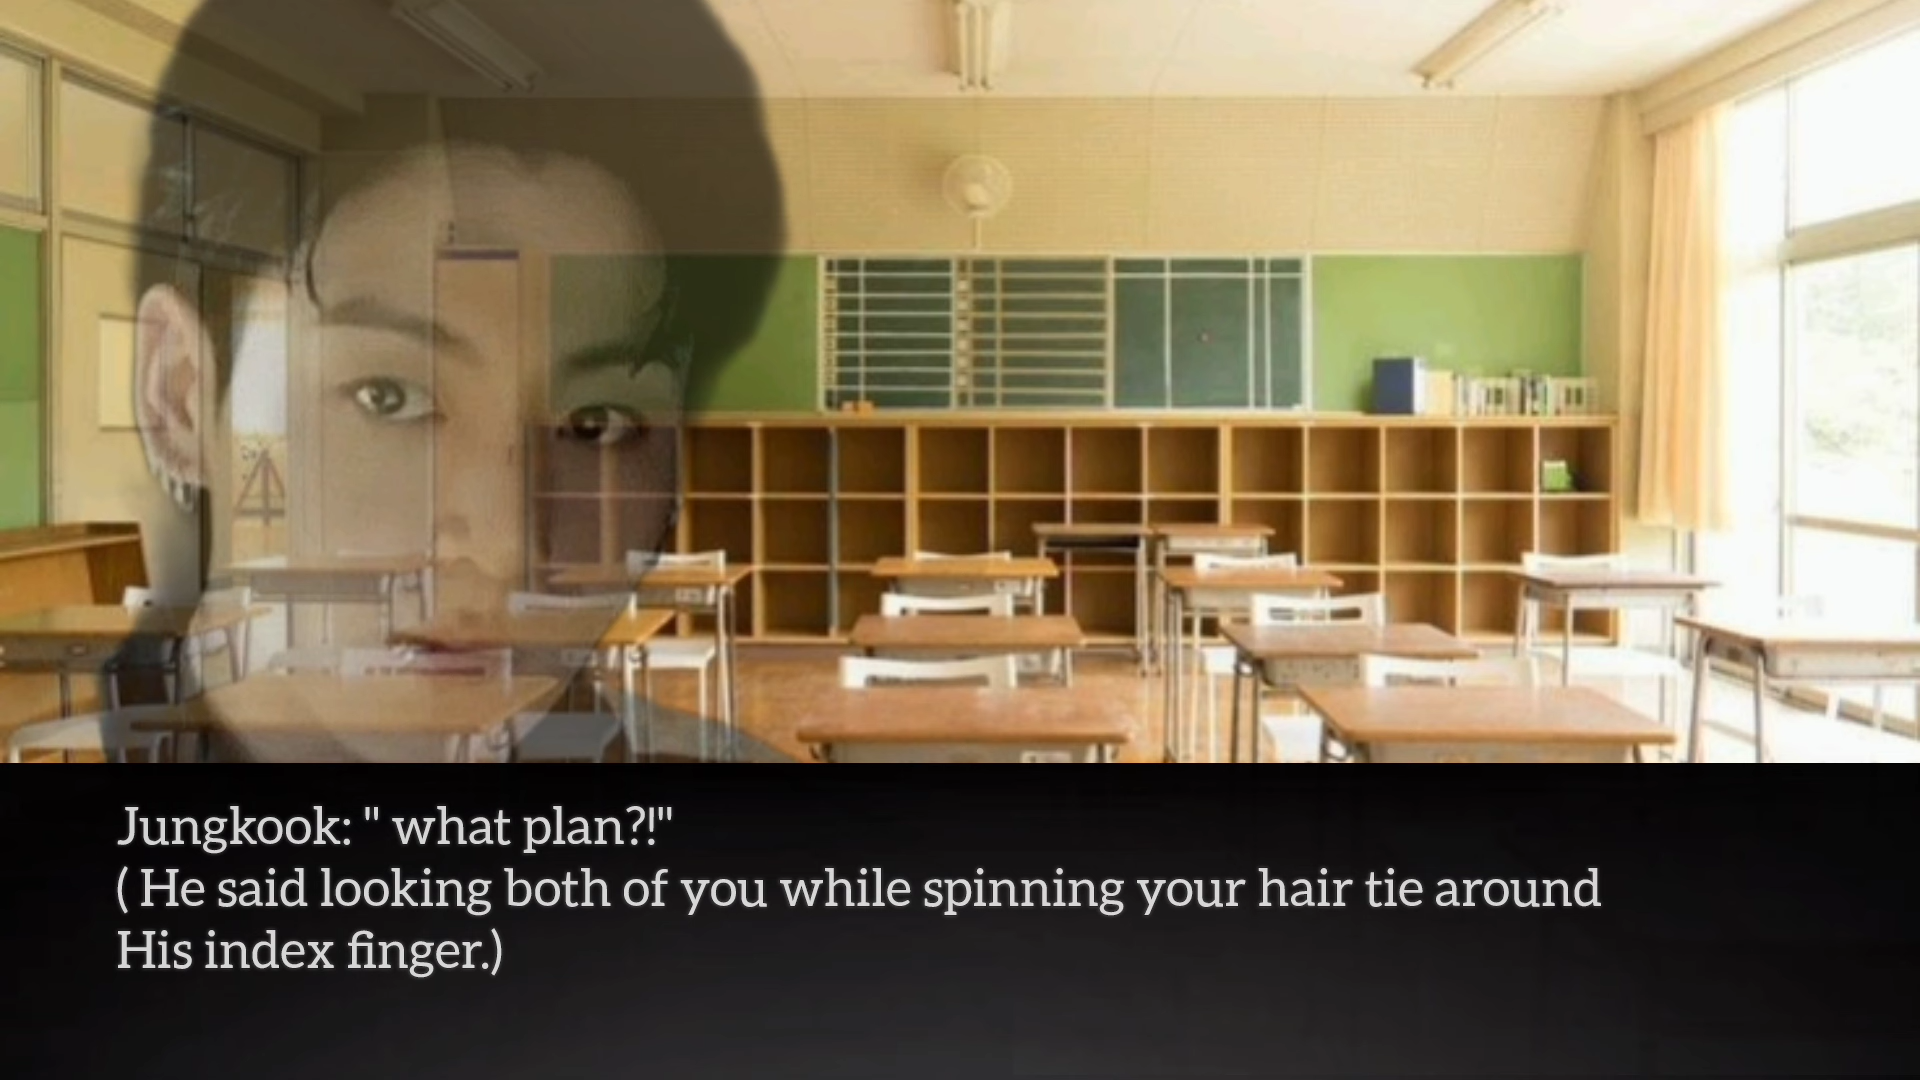 Jungkook: " what plan?!"
( He said looking both of you while spinning your hair tie around
His index finger.)